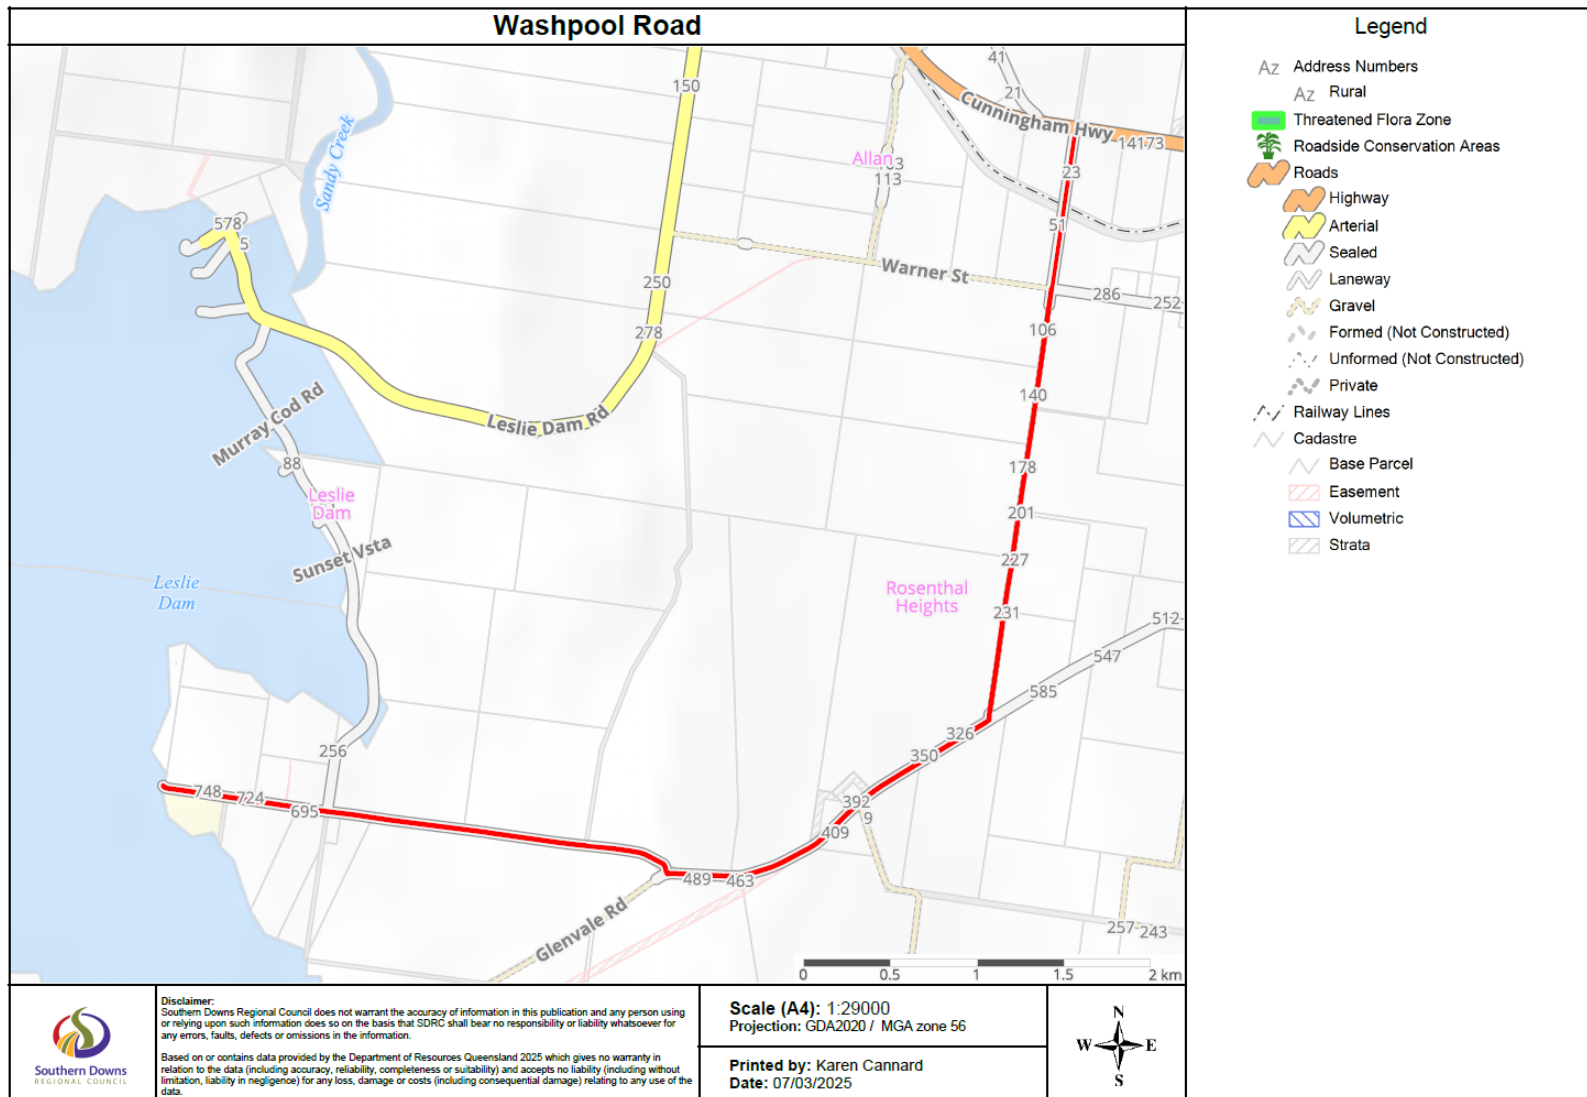 Washpool Road
Legend
Az Address Numbers
Az Rural
Threatened Flora Zone
Roadside Conservation Areas
Roads
Highway
Arterial
Sealed
Laneway
Gravel
Formed (Not Constructed)
Unformed (Not Constructed)
Private
Railway Lines
Cadastre
Base Parcel
Easement
Volumetric
Strata
150
41
21
Cunningham Hwy
14173
Sandy Creek
Allan
113
23
578
5
51
Warner St
250
286
252
278
106
140
Murray Cod Rd
Leslie Dam Rd
88
178
Leslie
Dam
201
Sunset Vsta
227
Leslie
Dam
Rosenthal
Heights
231
512
547
585
326
256
350
748
724
695
392
9
409
489
463
Glenvale Rd
257
243
0
0.5
1
1.5
2 km
Southern Downs
REGIONAL COUNCIL
Disclaimer:
Southern Downs Regional Council does not warrant the accuracy of information in this publication and any person using
or relying upon such information does so on the basis that SDRC shall bear no responsibility or liability whatsoever for
any errors, faults, defects or omissions in the information.
Based on or contains data provided by the Department of Resources Queensland 2025 which gives no warranty in
relation to the data (including accuracy, reliability, completeness or suitability) and accepts no liability (including without
limitation, liability in negligence) for any loss, damage or costs (including consequential damage) relating to any use of the
data.
Scale (A4): 1:29000
Projection: GDA2020 / MGA zone 56
Printed by: Karen Cannard
Date: 07/03/2025
N
W
E
S